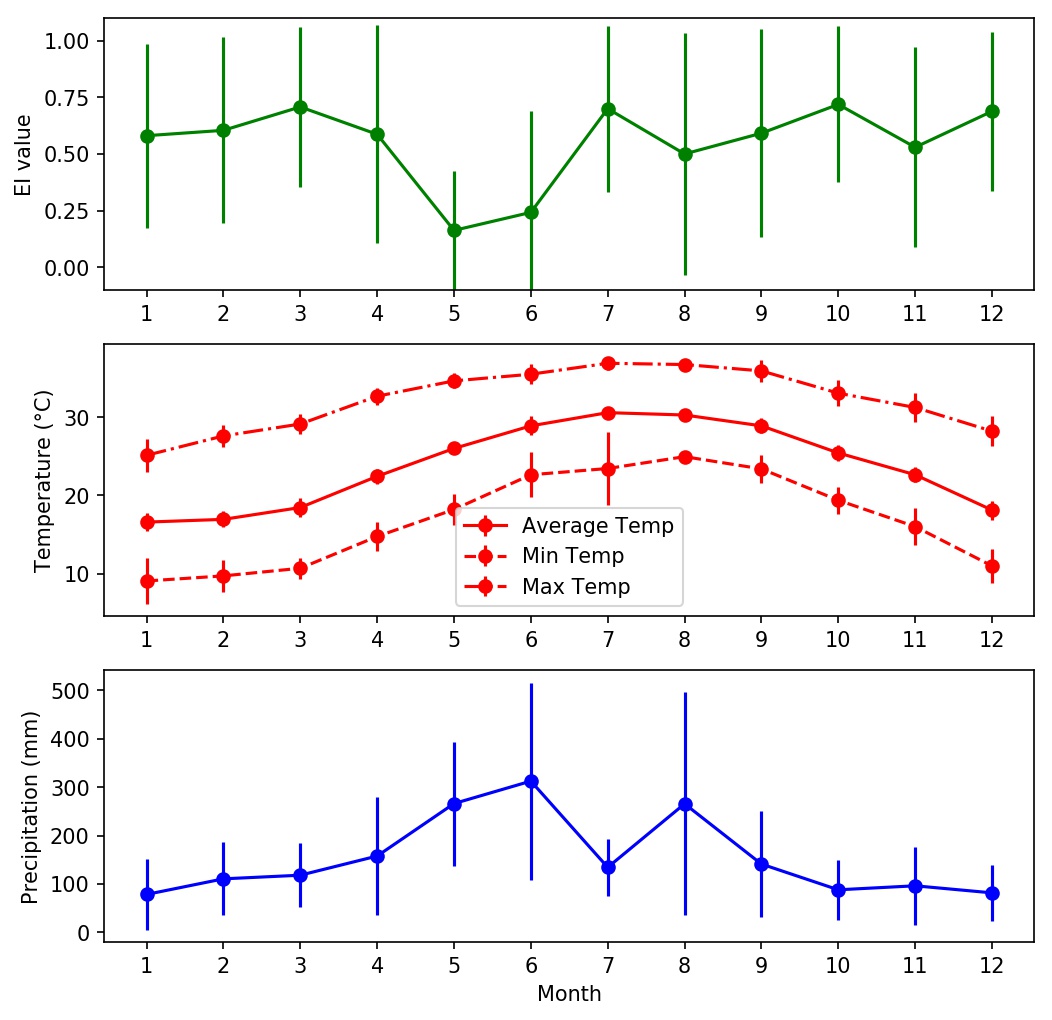 EI value
1.00
0.75
0.50
0.25
0.00
1 2 3 4 5 6 7 8 9 10 11 12
Temperature (°C)
30
20
10
Average Temp
Min Temp
Max Temp
1 2 3 4 5 6 7 8 9 10 11 12
Precipitation (mm)
500
400
300
200
100
0
1 2 3 4 5 6 7 8 9 10 11 12
Month